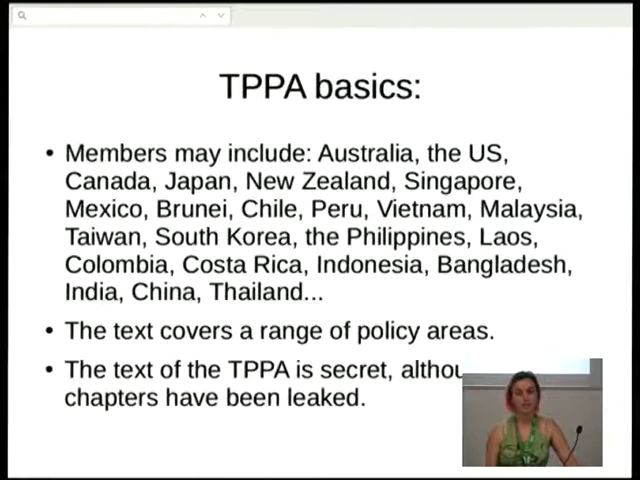 TPPA basics:
• Members may include: Australia, the US,
Canada, Japan, New Zealand, Singapore,
Mexico, Brunei, Chile, Peru, Vietnam, Malaysia,
Taiwan, South Korea, the Philippines, Laos,
Colombia, Costa Rica, Indonesia, Bangladesh,
India, China, Thailand...
• The text covers a range of policy areas.
• The text of the TPPA is secret,
chapters have been leaked.